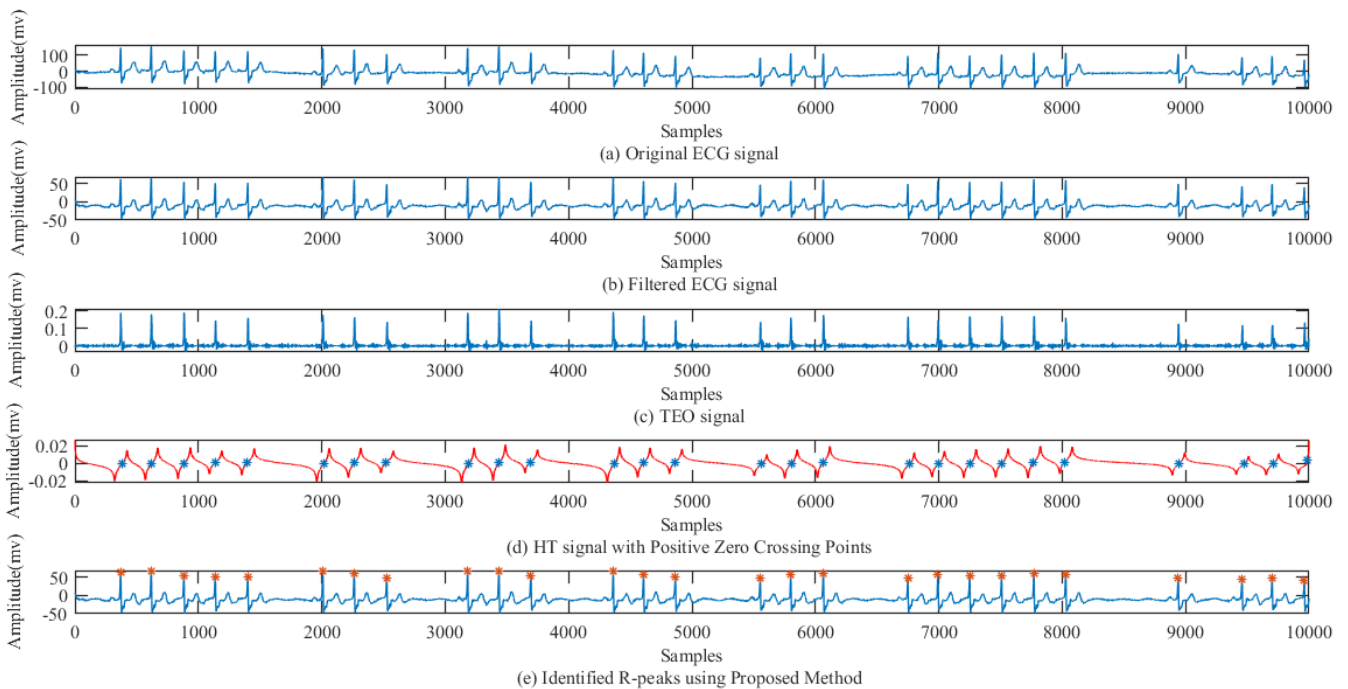 Amplitude(mv)
100
0
-100
0 1000 2000 3000 4000 5000 6000 7000 8000 9000 10000
Samples
(a) Original ECG signal
Amplitude(mv)
50
0
-50
0 1000 2000 3000 4000 5000 6000 7000 8000 9000 10000
Samples
(b) Filtered ECG signal
Amplitude(mv)
0.2
0.1
0
0 1000 2000 3000 4000 5000 6000 7000 8000 9000 10000
Samples
(c) TEO signal
Amplitude(mv)
0.02
0
-0.02
0 1000 2000 3000 4000 5000 6000 7000 8000 9000 10000
Samples
(d) HT signal with Positive Zero Crossing Points
Amplitude(mv)
50
0
-50
0 1000 2000 3000 4000 5000 6000 7000 8000 9000 10000
Samples
(e) Identified R-peaks using Proposed Method